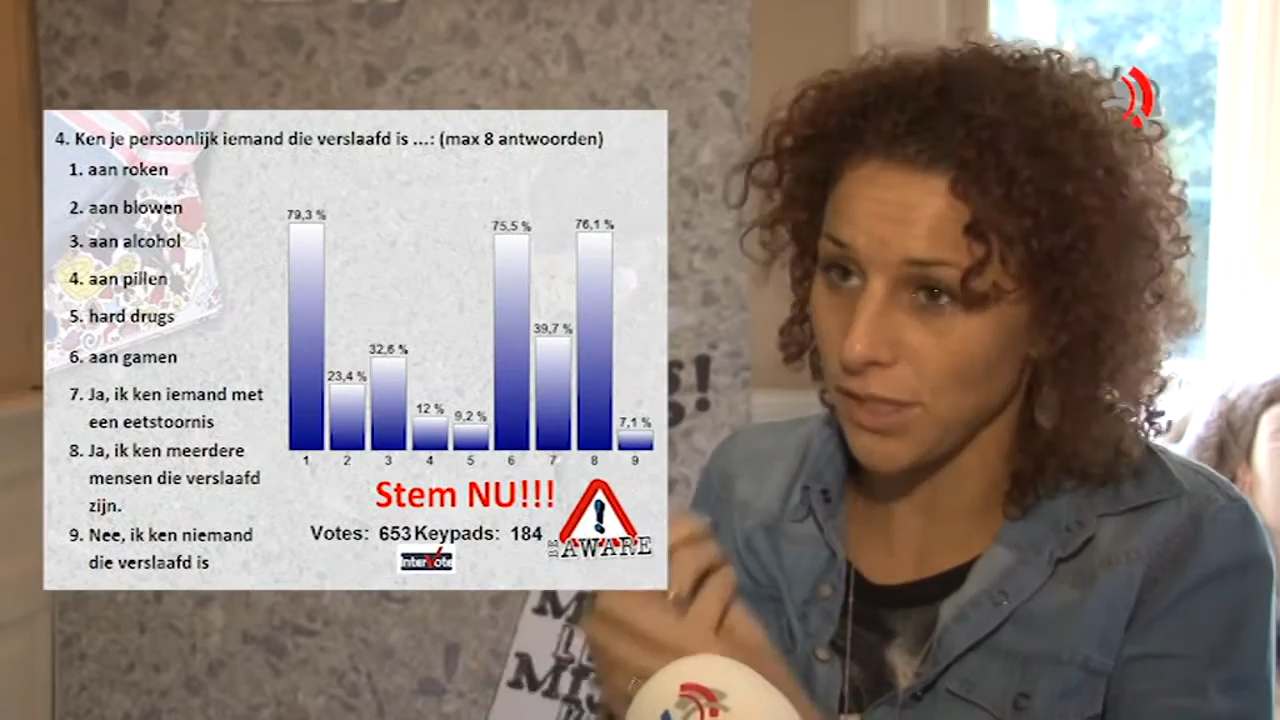 4. Ken je persoonlijk iemand die verslaafd is ...: (max 8 antwoorden)
1. aan roken
2. aan blowen
3. aan alcohol
4. aan pillen
5. hard drugs
6. aan gamen
7. Ja, ik ken iemand met
een eetstoornis
8. Ja, ik ken meerdere
mensen die verslaafd
zijn.
9. Nee, ik ken niemand
die verslaafd is
79,3 %
23,4 %
32,6 %
12 %
9,2 %
75,5 %
39,7 %
76,1 %
7,1 %
1 2 3 4 5 6 7 8 9
Stem NU!!!
Votes: 653 Keypads: 184
InterVote
BE AWARE